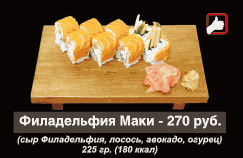 Филадельфия Маки - 270 руб.
(сыр Филадельфия, лосось, авокадо, огурец)
225 гр. (180 ккал)